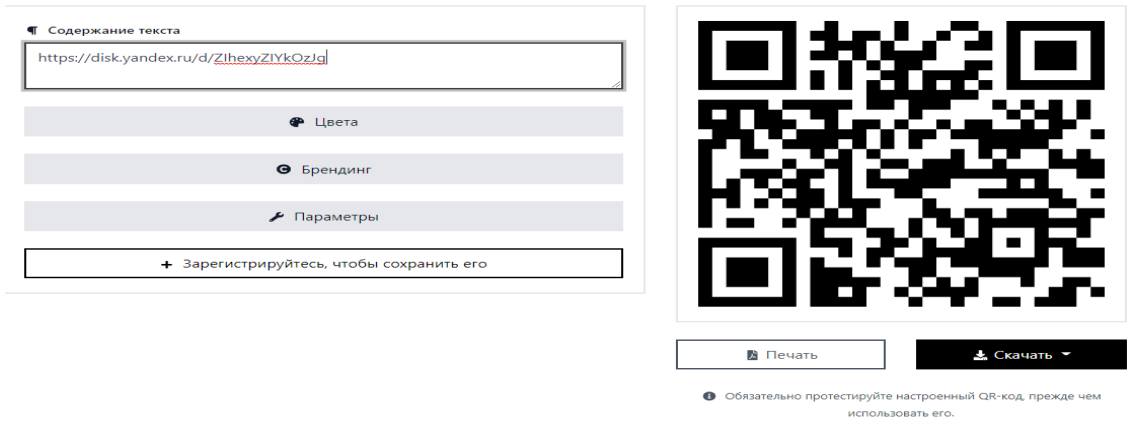 Содержание текста
https://disk.yandex.ru/d/ZIhexyZIYkOzJg
Цвета
Брендинг
Параметры
+ Зарегистрируйтесь, чтобы сохранить его
Печать
Скачать
Обязательно протестируйте настроенный QR-код, прежде чем
использовать его.